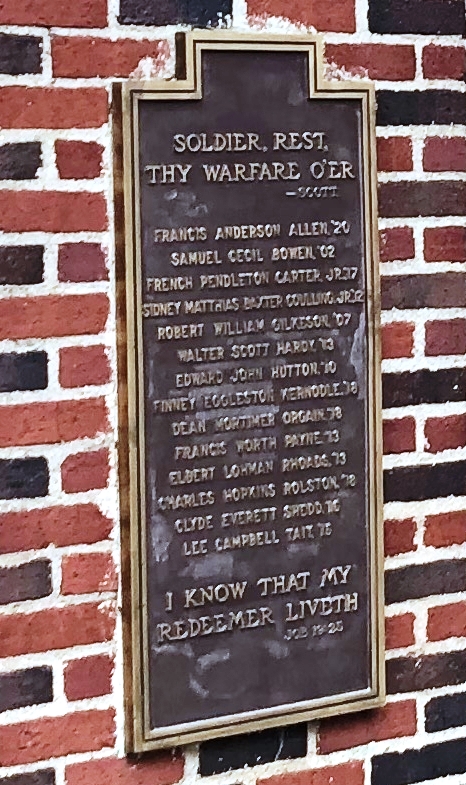 SOLDIER, REST,
THY WARFARE O'ER
—SCOTT
FRANCIS ANDERSON ALLEN, '20
SAMUEL CECIL BOWEN, '02
FRENCH PENDLETON CARTER, JR. '17
SIDNEY MATTHIAS BAXTER COULLING, JR. '12
ROBERT WILLIAM GILKESON, '07
WALTER SCOTT HARDY, '13
EDWARD JOHN HUTTON, '10
FINNEY EGGLESTON KERNODLE, '18
DEAN MORTIMER ORGAIN, '18
FRANCIS WORTH PAYNE, '13
ELBERT LOHMAN RHOADS, '13
CHARLES HOPKINS ROLSTON, '18
CLYDE EVERETT SHEDD, '16
LEE CAMPBELL TAIT, '15
I KNOW THAT MY
REDEEMER LIVETH
JOB 19-25